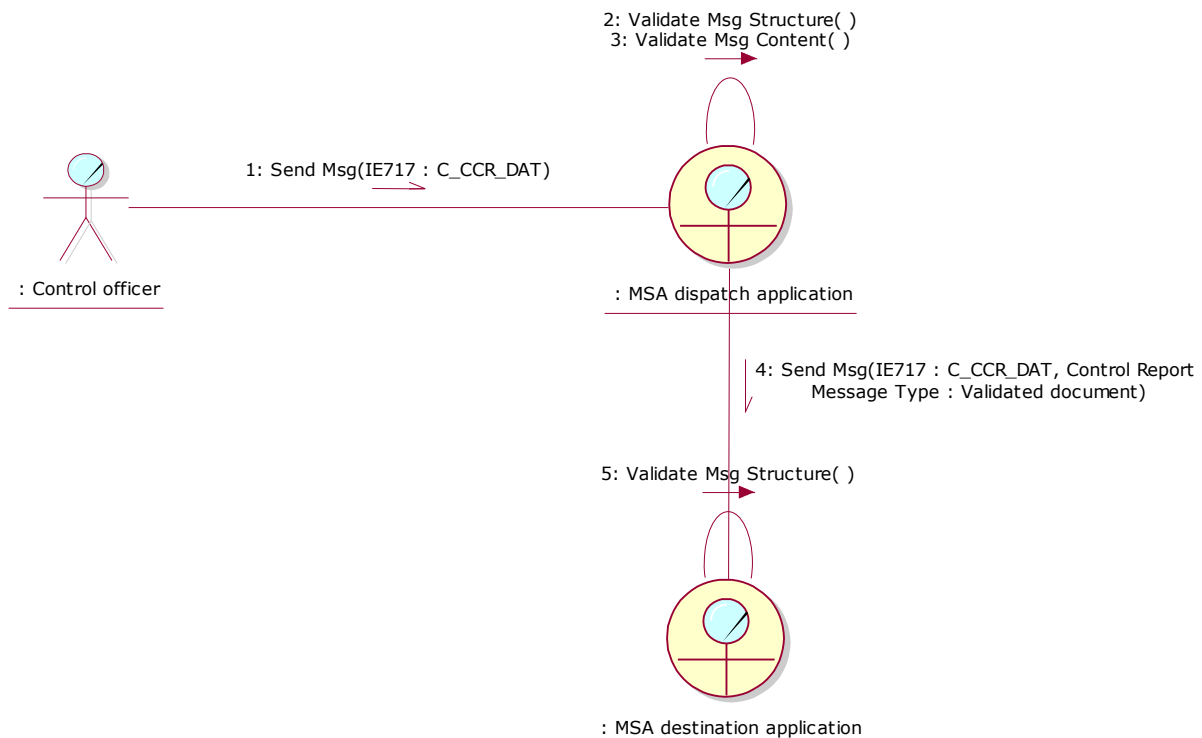 2: Validate Msg Structure( )
3: Validate Msg Content( )
1: Send Msg(IE717 : C_CCR_DAT)
: Control officer
: MSA dispatch application
4: Send Msg(IE717 : C_CCR_DAT, Control Report
Message Type : Validated document)
5: Validate Msg Structure( )
: MSA destination application